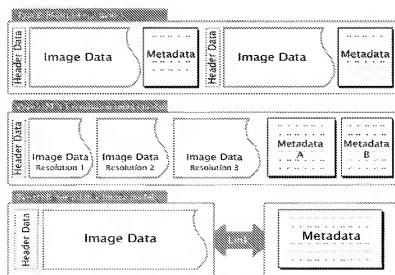 Header Data
Image Data
Metadata
Header Data
Image Data
Metadata
Header Data
Image Data
Resolution 1
Image Data
Resolution 2
Image Data
Resolution 3
Metadata
A
Metadata
B
Header Data
Image Data
Link
Metadata